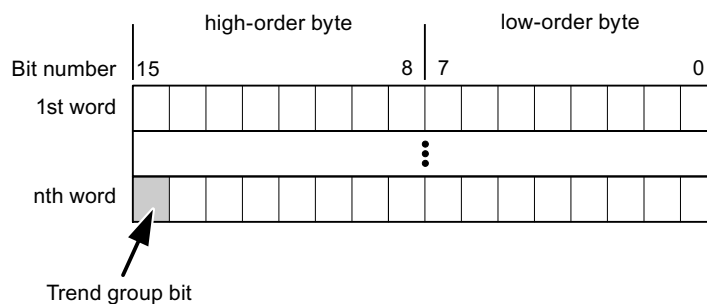 high-order byte low-order byte
Bit number 15 8 7 0
1st word
nth word
Trend group bit